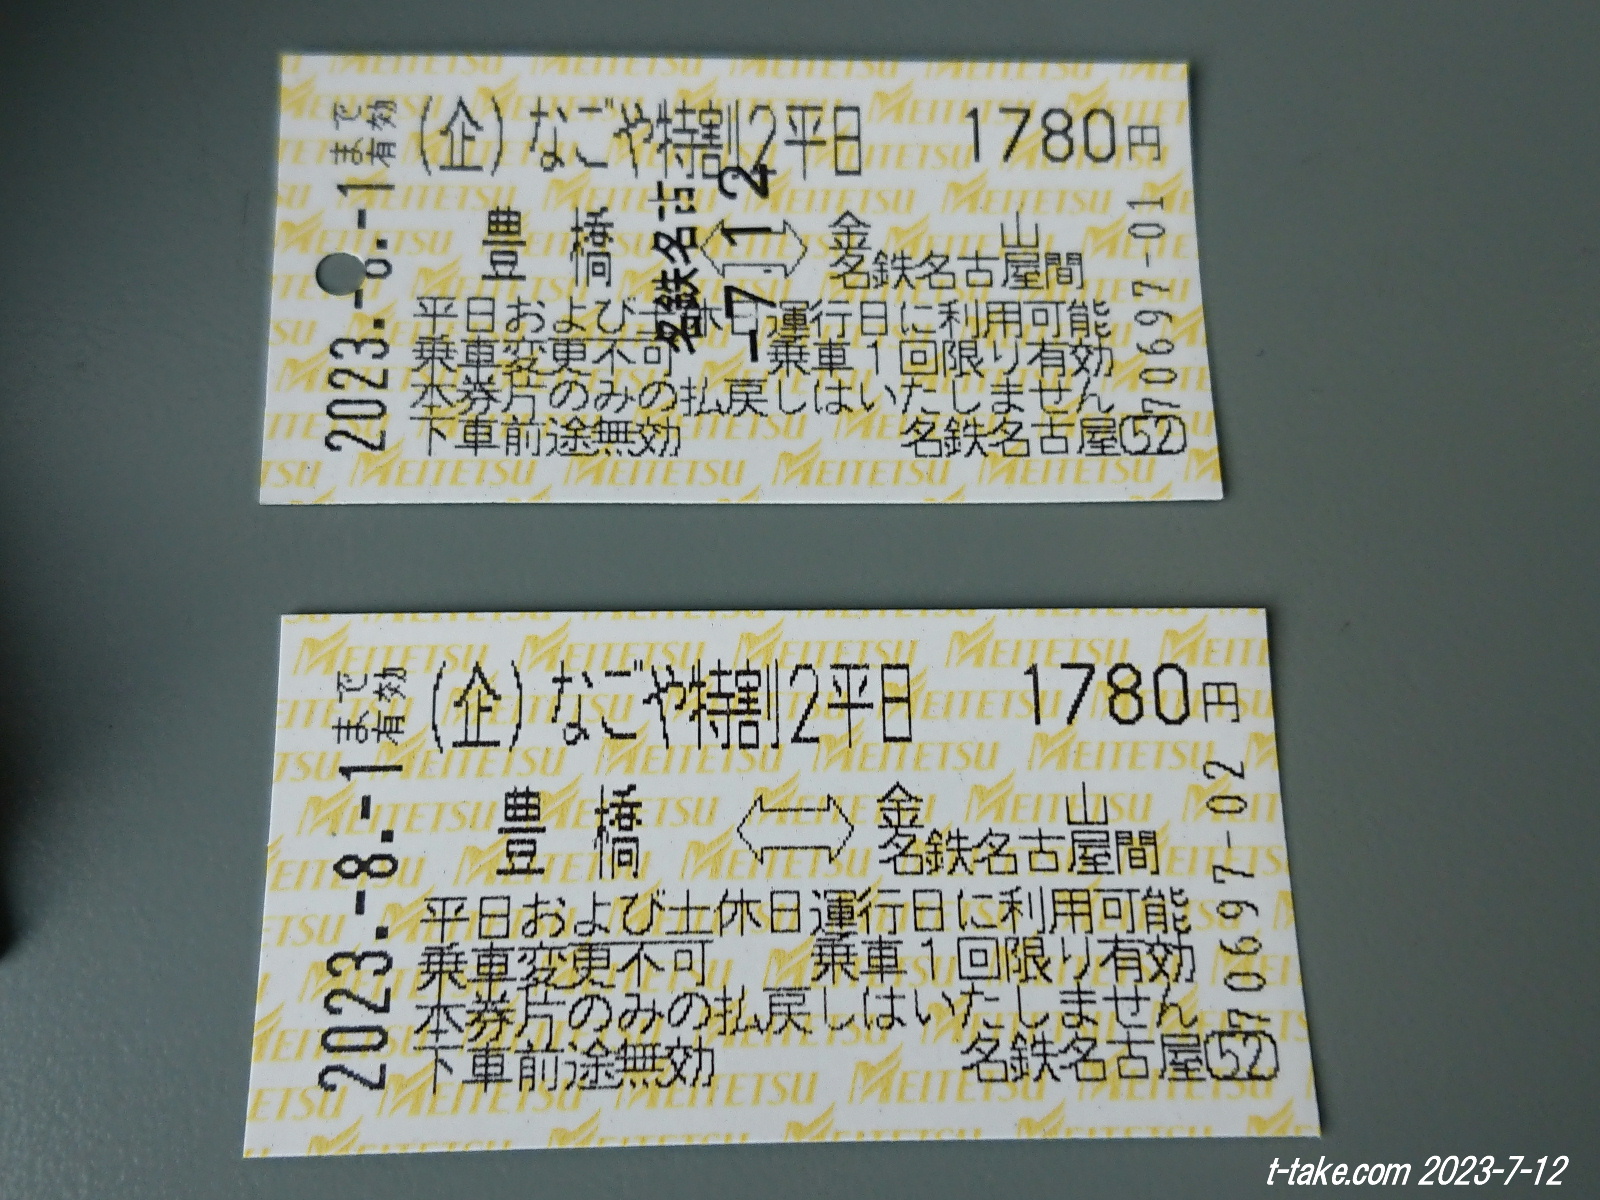 (企) なごや特割2平日 1780円
豊橋 ⇔ 金山
名鉄名古屋間
平日および土休日運行日に利用可能
乗車変更不可 乗車1回限り有効
本券片のみの払戻しはいたしません
下車前途無効 名鉄名古屋52
2023.-8.-1まで有効
名鉄名古
-7.12
70697-01
(企) なごや特割2平日 1780円
豊橋 ⇔ 金山
名鉄名古屋間
平日および土休日運行日に利用可能
乗車変更不可 乗車1回限り有効
本券片のみの払戻しはいたしません
下車前途無効 名鉄名古屋52
2023.-8.-1まで有効
70697-02
MEITETSU
t-take.com 2023-7-12